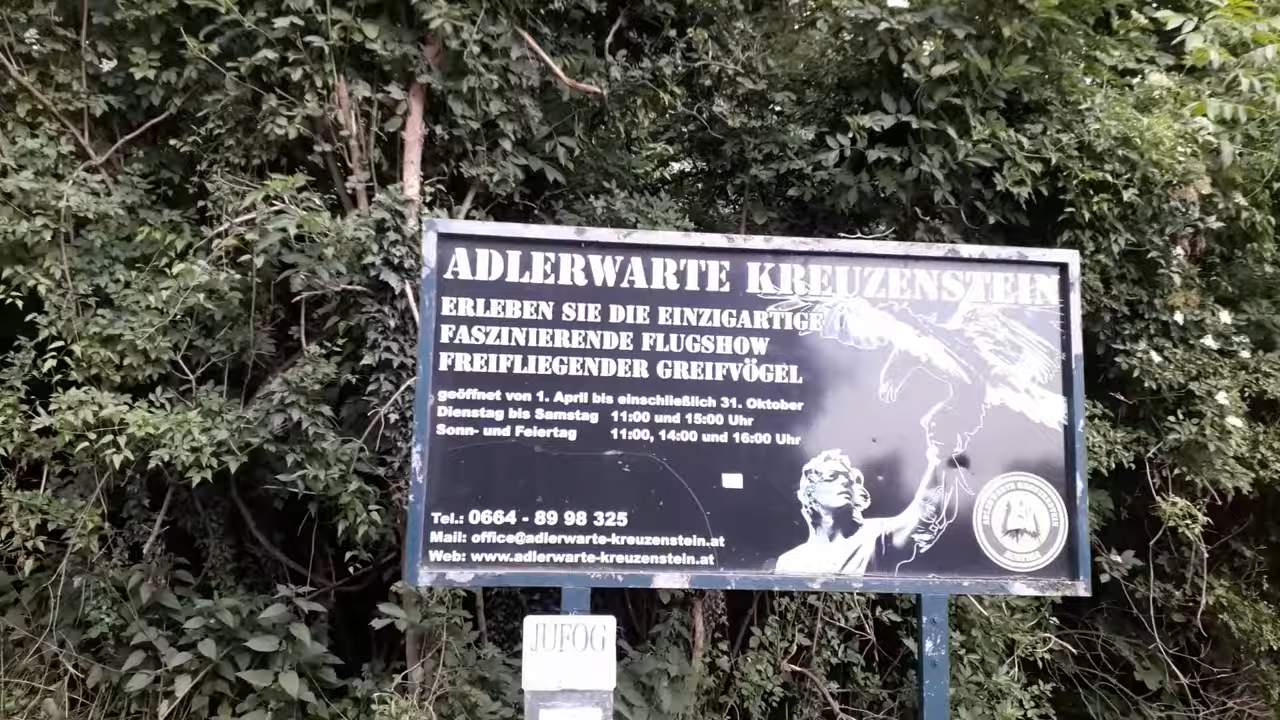 ADLERWARTE KREUZENSTEIN
ERLEBEN SIE DIE EINZIGARTIGE
FASZINIERENDE FLUGSHOW
FREIFLIEGENDER GREIFVÖGEL
geöffnet von 1. April bis einschließlich 31. Oktober
Dienstag bis Samstag 11:00 und 15:00 Uhr
Sonn- und Feiertag 11:00, 14:00 und 16:00 Uhr
Tel.: 0664 - 89 98 325
Mail: office@adlerwarte-kreuzenstein.at
Web: www.adlerwarte-kreuzenstein.at
ADLERWARTE KREUZENSTEIN
JUFOG